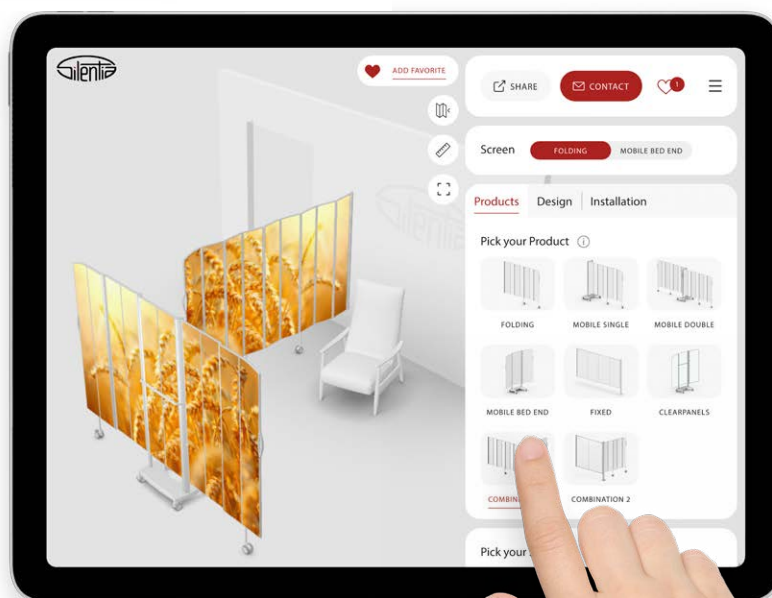 Silentia
ADD FAVORITE
SHARE
CONTACT
1
Screen
FOLDING
MOBILE BED END
Products
Design
Installation
Pick your Product
FOLDING
MOBILE SINGLE
MOBILE DOUBLE
MOBILE BED END
FIXED
CLEARPANELS
COMBINATION 2
Pick your